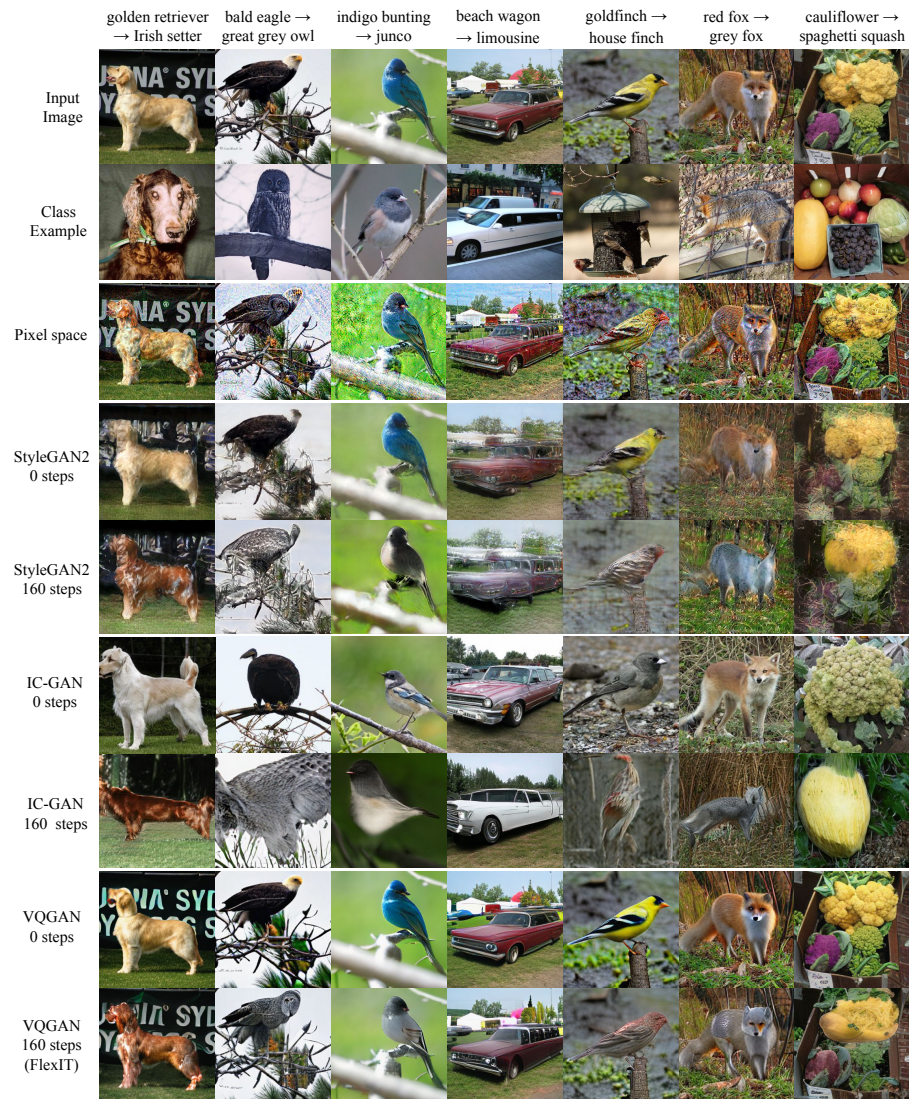 golden retriever → Irish setter
bald eagle → great grey owl
indigo bunting → junco
beach wagon → limousine
goldfinch → house finch
red fox → grey fox
cauliflower → spaghetti squash
Input Image
UNA® SYD
Class Example
Pixel space
StyleGAN2 0 steps
StyleGAN2 160 steps
IC-GAN 0 steps
IC-GAN 160 steps
VQGAN 0 steps
VQGAN 160 steps (FlexIT)